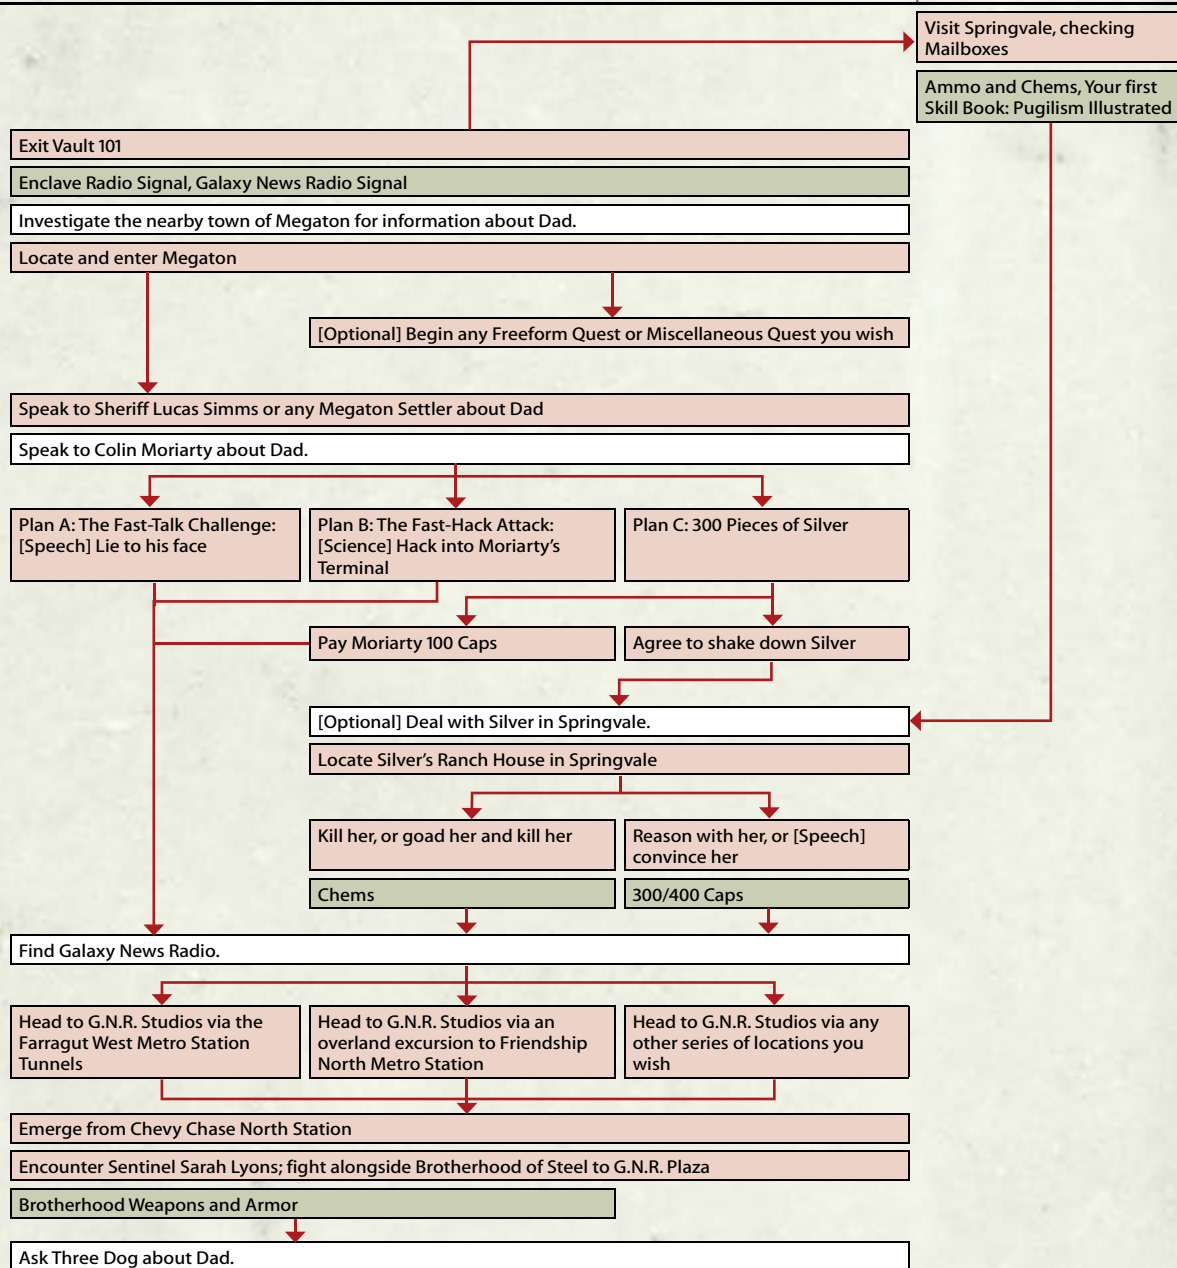 Visit Springvale, checking
Mailboxes
Ammo and Chems, Your first
Skill Book: Pugilism Illustrated
Exit Vault 101
Enclave Radio Signal, Galaxy News Radio Signal
Investigate the nearby town of Megaton for information about Dad.
Locate and enter Megaton
[Optional] Begin any Freeform Quest or Miscellaneous Quest you wish
Speak to Sheriff Lucas Simms or any Megaton Settler about Dad
Speak to Colin Moriarty about Dad.
Plan A: The Fast-Talk Challenge:
[Speech] Lie to his face
Plan B: The Fast-Hack Attack:
[Science] Hack into Moriarty's
Terminal
Plan C: 300 Pieces of Silver
Pay Moriarty 100 Caps
Agree to shake down Silver
[Optional] Deal with Silver in Springvale.
Locate Silver's Ranch House in Springvale
Kill her, or goad her and kill her
Reason with her, or [Speech]
convince her
Chems
300/400 Caps
Find Galaxy News Radio.
Head to G.N.R. Studios via the
Farragut West Metro Station
Tunnels
Head to G.N.R. Studios via an
overland excursion to Friendship
North Metro Station
Head to G.N.R. Studios via any
other series of locations you
wish
Emerge from Chevy Chase North Station
Encounter Sentinel Sarah Lyons; fight alongside Brotherhood of Steel to G.N.R. Plaza
Brotherhood Weapons and Armor
Ask Three Dog about Dad.